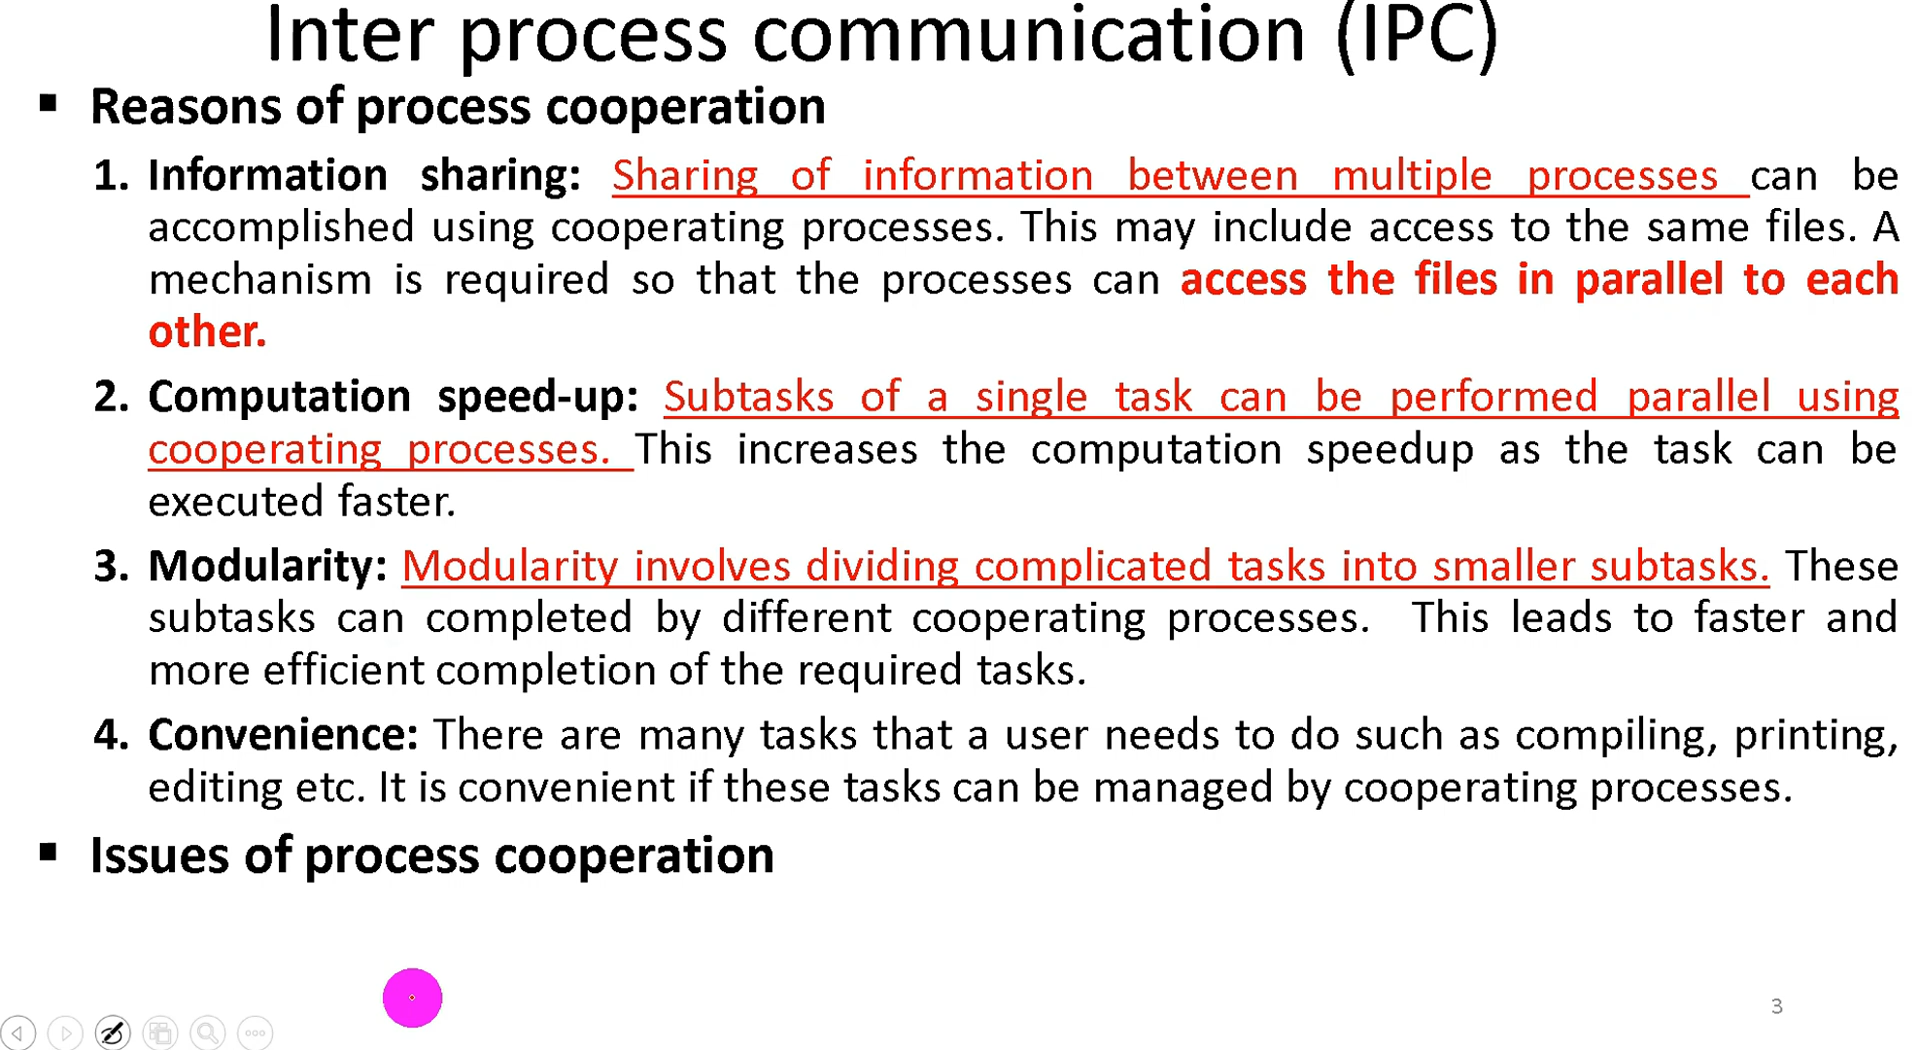 Inter process communication (IPC)
▪ Reasons of process cooperation
1. Information sharing: Sharing of information between multiple processes can be
accomplished using cooperating processes. This may include access to the same files. A
mechanism is required so that the processes can access the files in parallel to each
other.
2. Computation speed-up: Subtasks of a single task can be performed parallel using
cooperating processes. This increases the computation speedup as the task can be
executed faster.
3. Modularity: Modularity involves dividing complicated tasks into smaller subtasks. These
subtasks can completed by different cooperating processes. This leads to faster and
more efficient completion of the required tasks.
4. Convenience: There are many tasks that a user needs to do such as compiling, printing,
editing etc. It is convenient if these tasks can be managed by cooperating processes.
▪ Issues of process cooperation
3